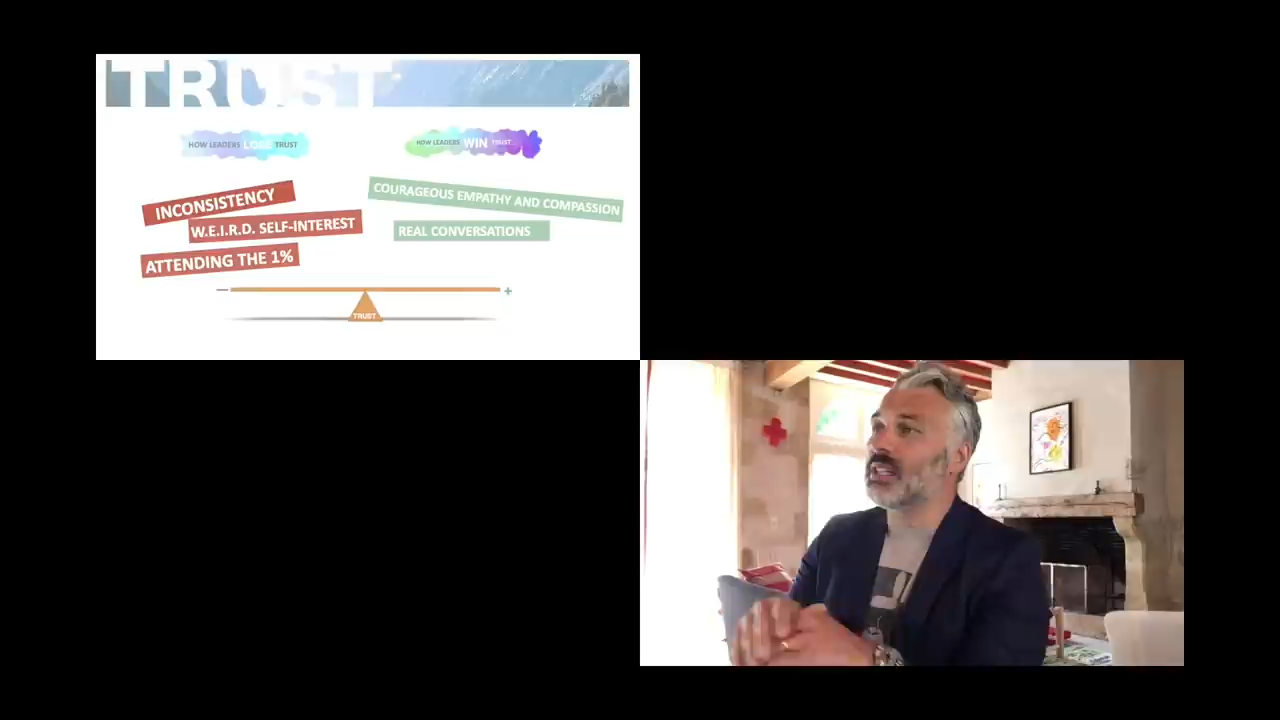 TRUST
HOW LEADERS LOSE TRUST
HOW LEADERS WIN TRUST...
INCONSISTENCY
W.E.I.R.D. SELF-INTEREST
ATTENDING THE 1%
COURAGEOUS EMPATHY AND COMPASSION
REAL CONVERSATIONS
— +
TRUST